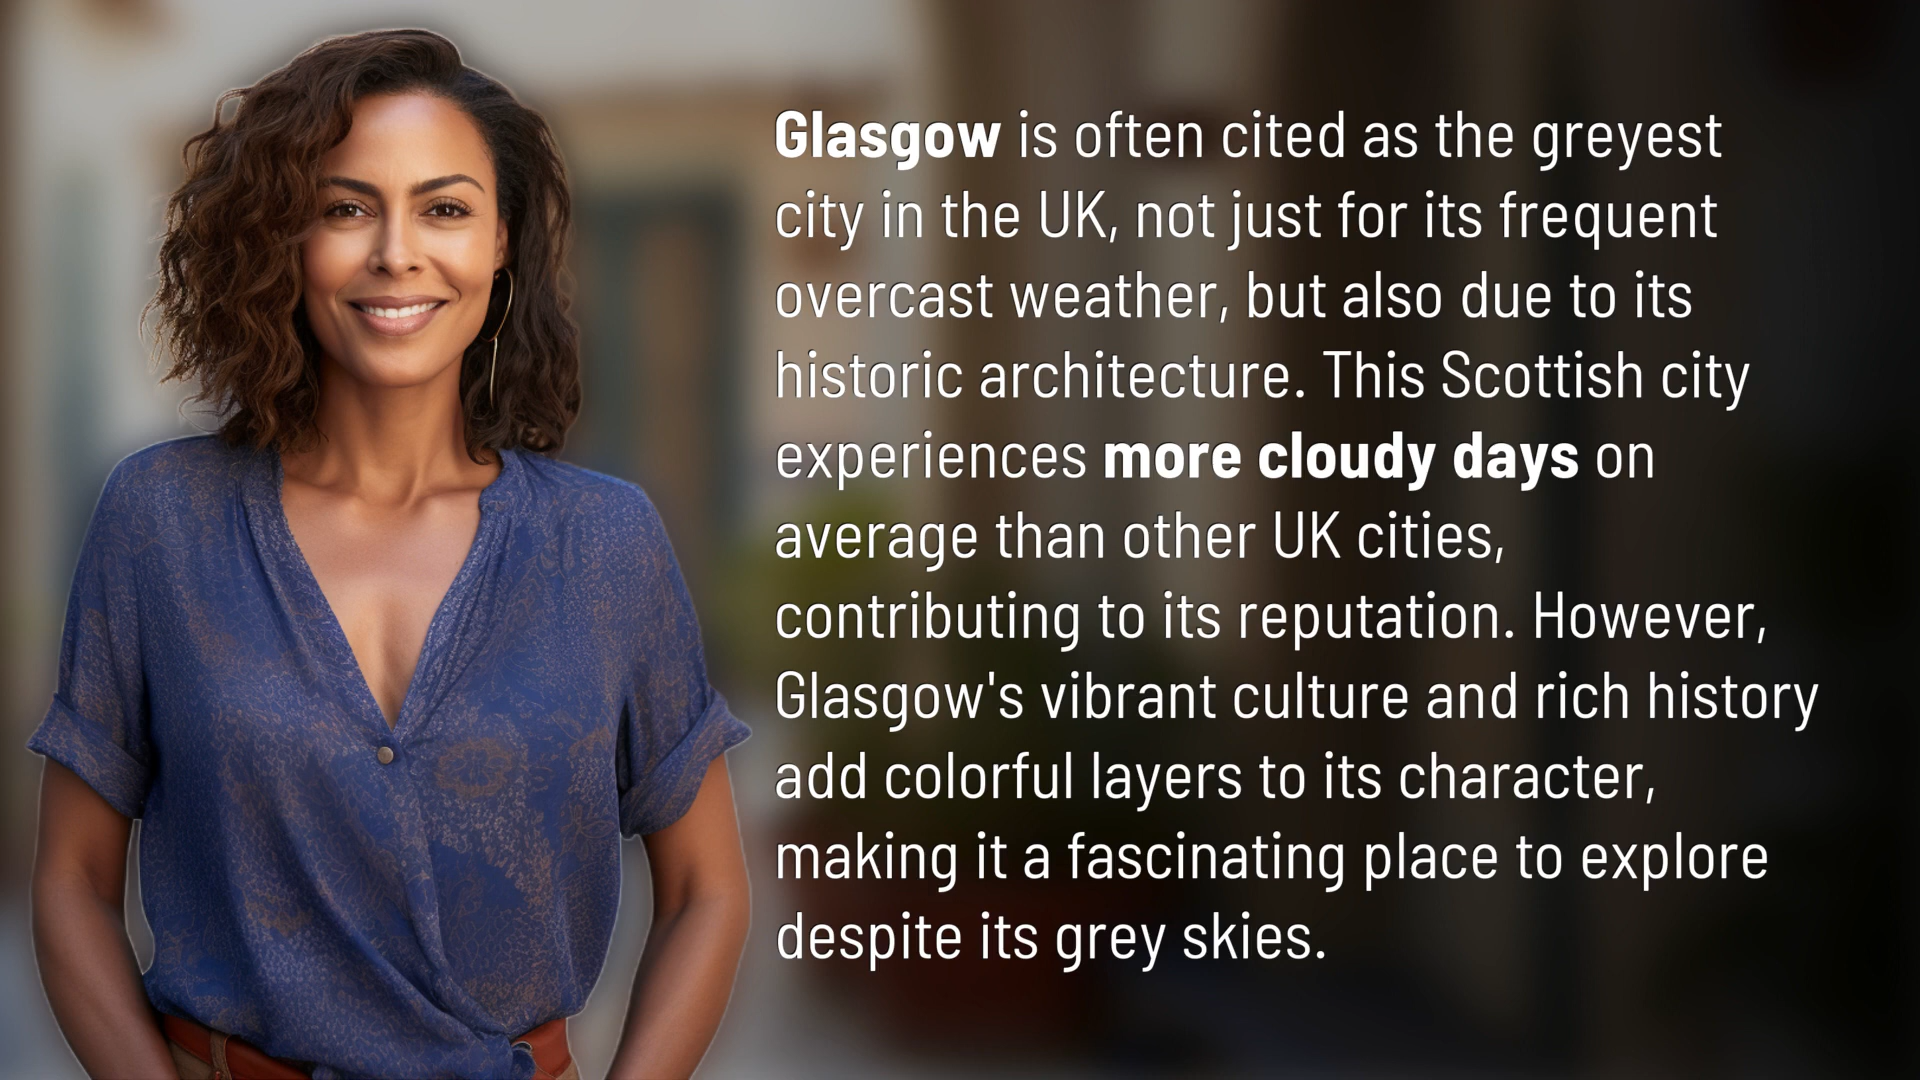 Glasgow is often cited as the greyest
city in the UK, not just for its frequent
overcast weather, but also due to its
historic architecture. This Scottish city
experiences more cloudy days on
average than other UK cities,
contributing to its reputation. However,
Glasgow's vibrant culture and rich history
add colorful layers to its character,
making it a fascinating place to explore
despite its grey skies.